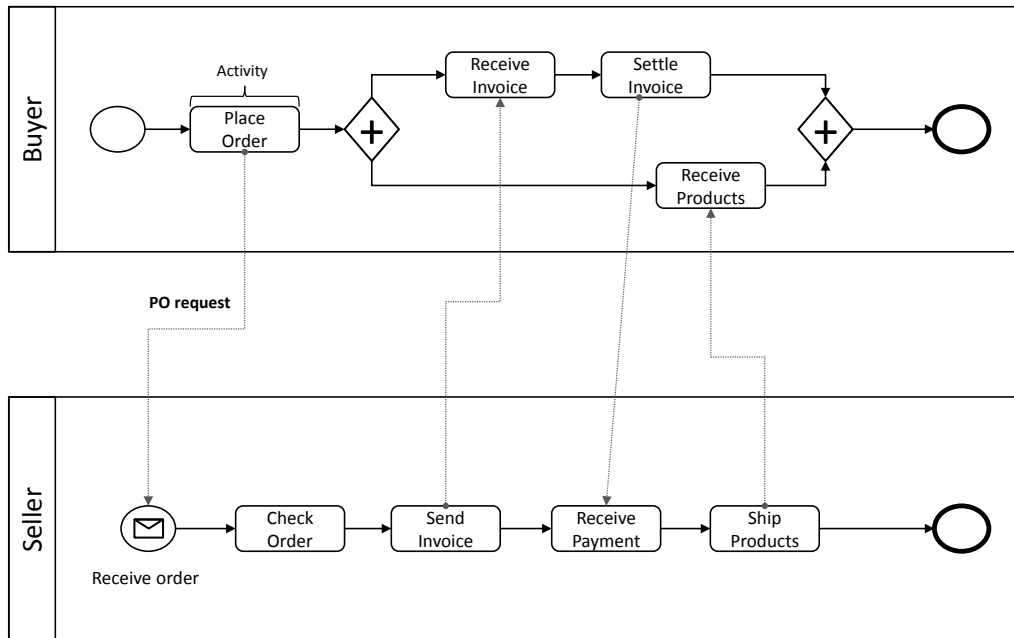 Buyer
Activity
Place
Order
Receive
Invoice
Settle
Invoice
Receive
Products
PO request
Seller
Receive order
Check
Order
Send
Invoice
Receive
Payment
Ship
Products